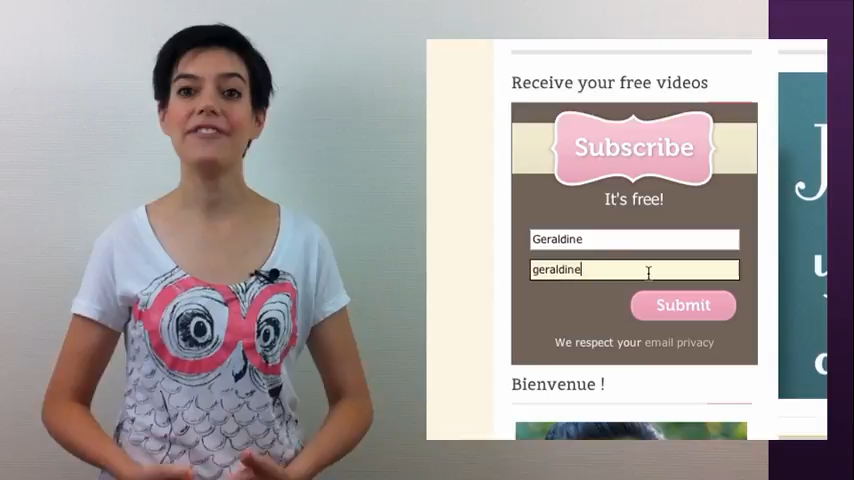 Receive your free videos
Subscribe
It's free!
Geraldine
geraldine
Submit
We respect your email privacy
Bienvenue !